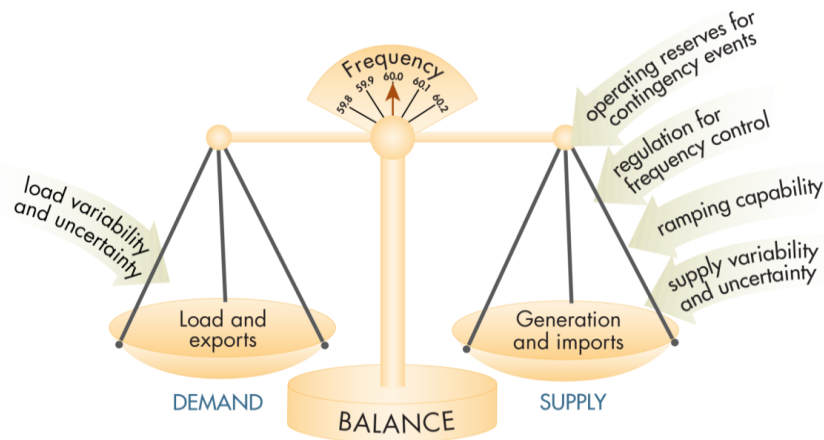 Frequency
59.8
59.9
60.0
60.1
60.2
operating reserves for
contingency events
regulation for
frequency control
ramping capability
supply variability
and uncertainty
load variability
and uncertainty
Load and
exports
Generation
and imports
DEMAND
SUPPLY
BALANCE